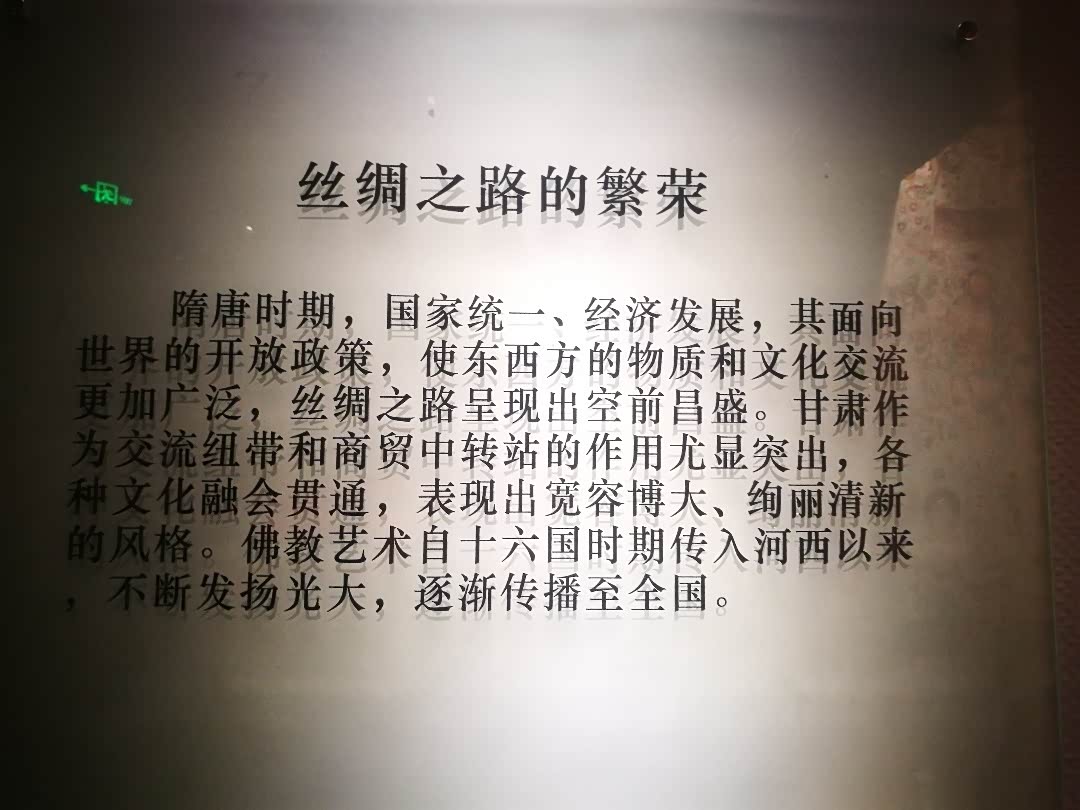 丝绸之路的繁荣
隋唐时期，国家统一、经济发展，其面向
世界的开放政策，使东西方的物质和文化交流
更加广泛，丝绸之路呈现出空前昌盛。甘肃作
为交流纽带和商贸中转站的作用尤显突出，各
种文化融会贯通，表现出宽容博大、绚丽清新
的风格。佛教艺术自十六国时期传入河西以来
，不断发扬光大，逐渐传播至全国。